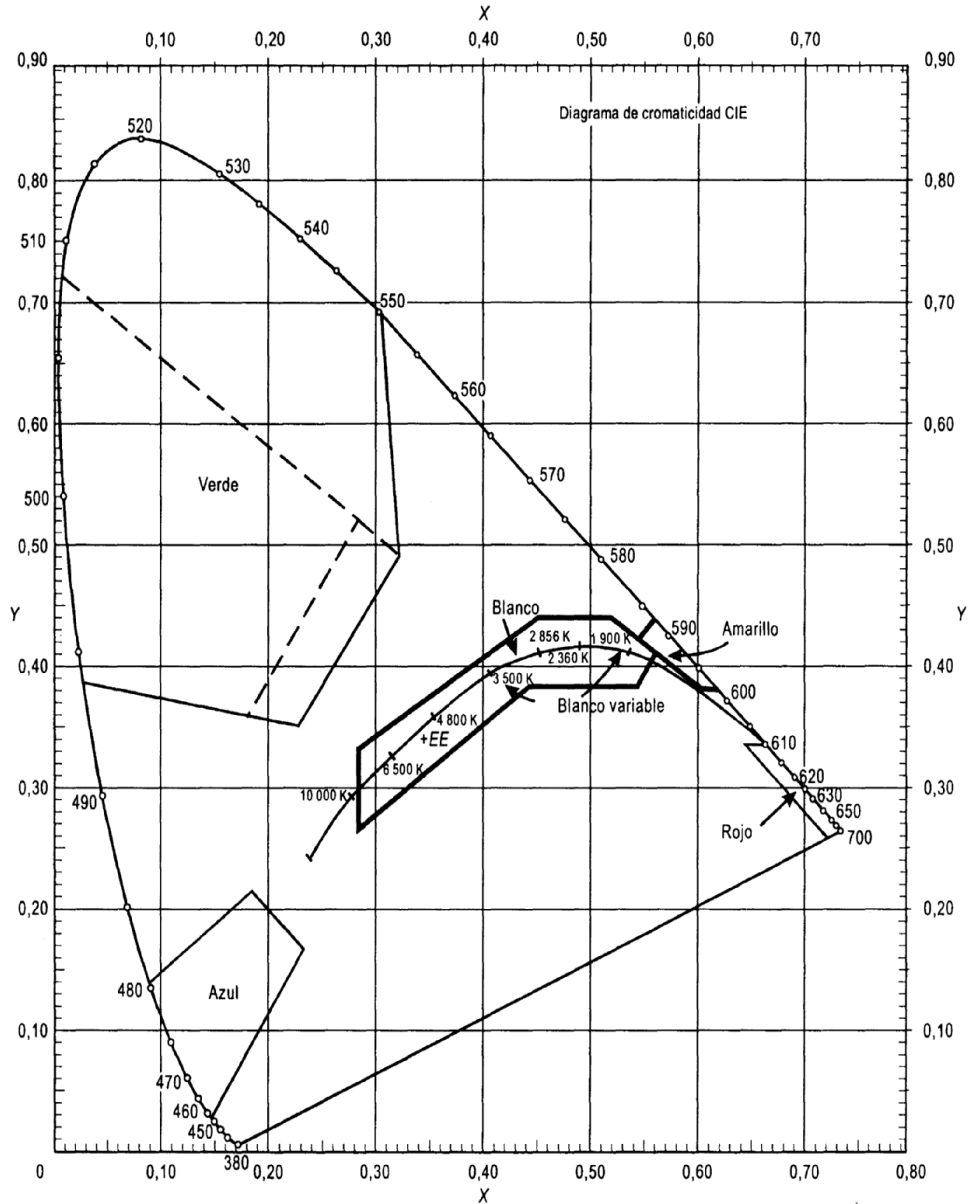 X
0,10 0,20 0,30 0,40 0,50 0,60 0,70
0,90 0,90
Diagrama de cromaticidad CIE
520
530
0,80 0,80
540
510
550
0,70 0,70
560
0,60 0,60
570
Verde
500
0,50 580 0,50
Blanco 590
Y Y
2 856 K 1 900 K Amarillo
0,40 2 360 K 0,40
3 500 K 600
Blanco variable
4 800 K
+EE 610
6 500 K
620
0,30 10 000 K 630 0,30
490
650
Rojo 700
0,20 0,20
480 Azul
0,10 0,10
470
460
450
380
0 0,10 0,20 0,30 0,40 0,50 0,60 0,70 0,80
X